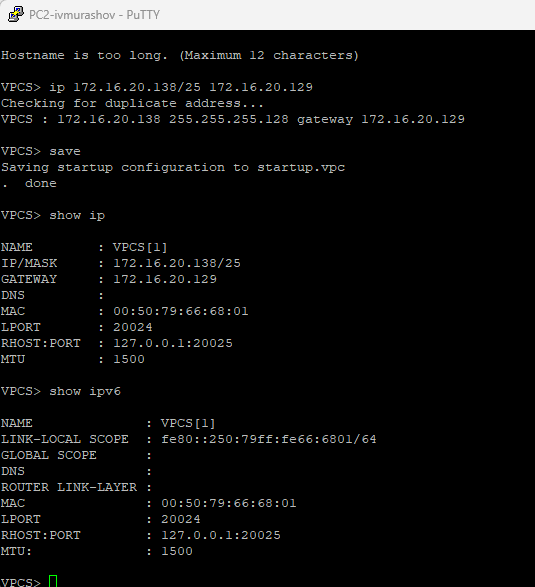 PC2-ivmurashov - PuTTY
Hostname is too long. (Maximum 12 characters)
VPCS> ip 172.16.20.138/25 172.16.20.129
Checking for duplicate address...
VPCS : 172.16.20.138 255.255.255.128 gateway 172.16.20.129
VPCS> save
Saving startup configuration to startup.vpc
.  done
VPCS> show ip
NAME        : VPCS[1]
IP/MASK     : 172.16.20.138/25
GATEWAY     : 172.16.20.129
DNS         :
MAC         : 00:50:79:66:68:01
LPORT       : 20024
RHOST:PORT  : 127.0.0.1:20025
MTU         : 1500
VPCS> show ipv6
NAME              : VPCS[1]
LINK-LOCAL SCOPE  : fe80::250:79ff:fe66:6801/64
GLOBAL SCOPE      :
DNS               :
ROUTER LINK-LAYER :
MAC               : 00:50:79:66:68:01
LPORT             : 20024
RHOST:PORT        : 127.0.0.1:20025
MTU:              : 1500
VPCS>